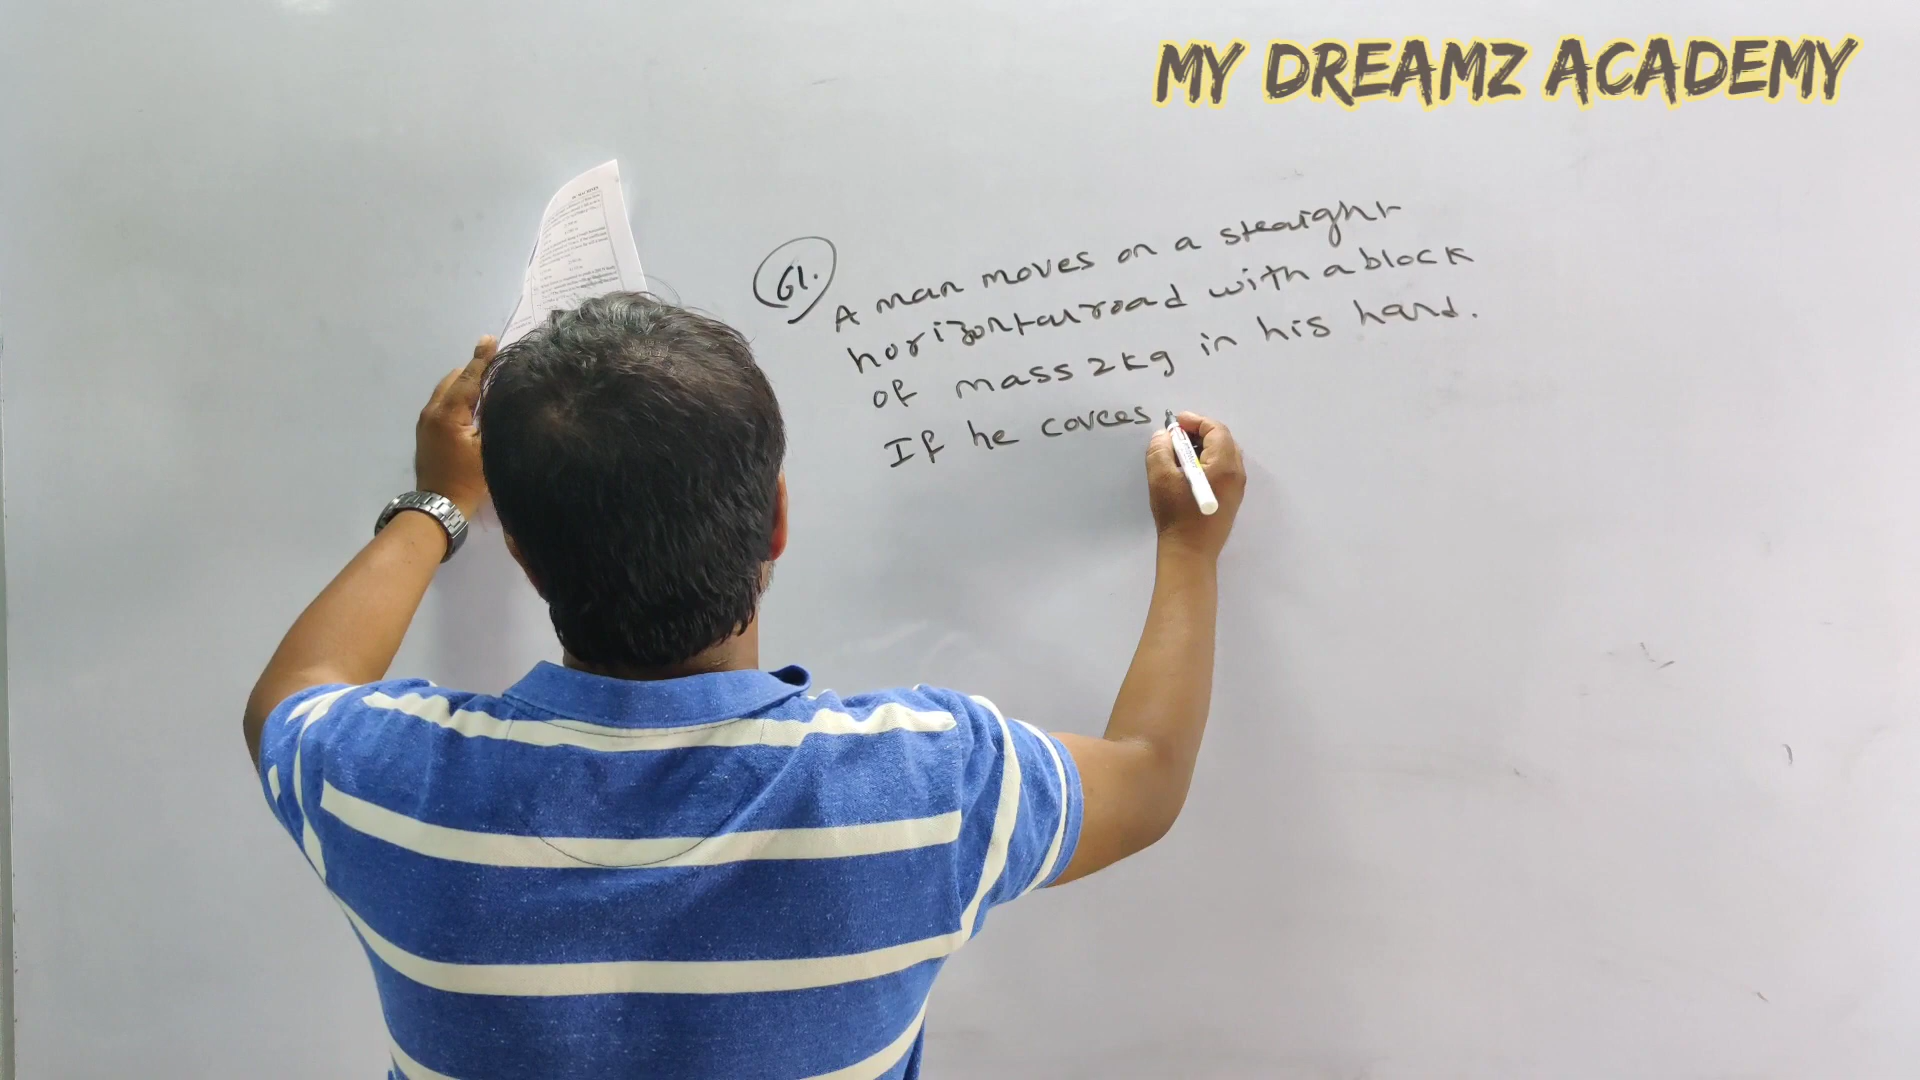 MY DREAMZ ACADEMY
61.
A man moves on a straight
horizontal road with a block
of mass 2kg in his hand.
If he covers